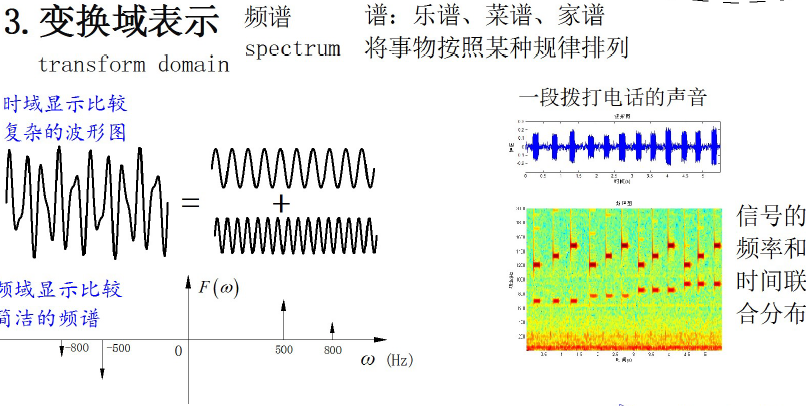 3. 变换域表示
transform domain
频谱
spectrum
谱：乐谱、菜谱、家谱
将事物按照某种规律排列
时域显示比较
复杂的波形图
=
+
频域显示比较
简洁的频谱
F(ω)
-800
-500
0
500
800
ω (Hz)
一段拨打电话的声音
信号的
频率和
时间联
合分布